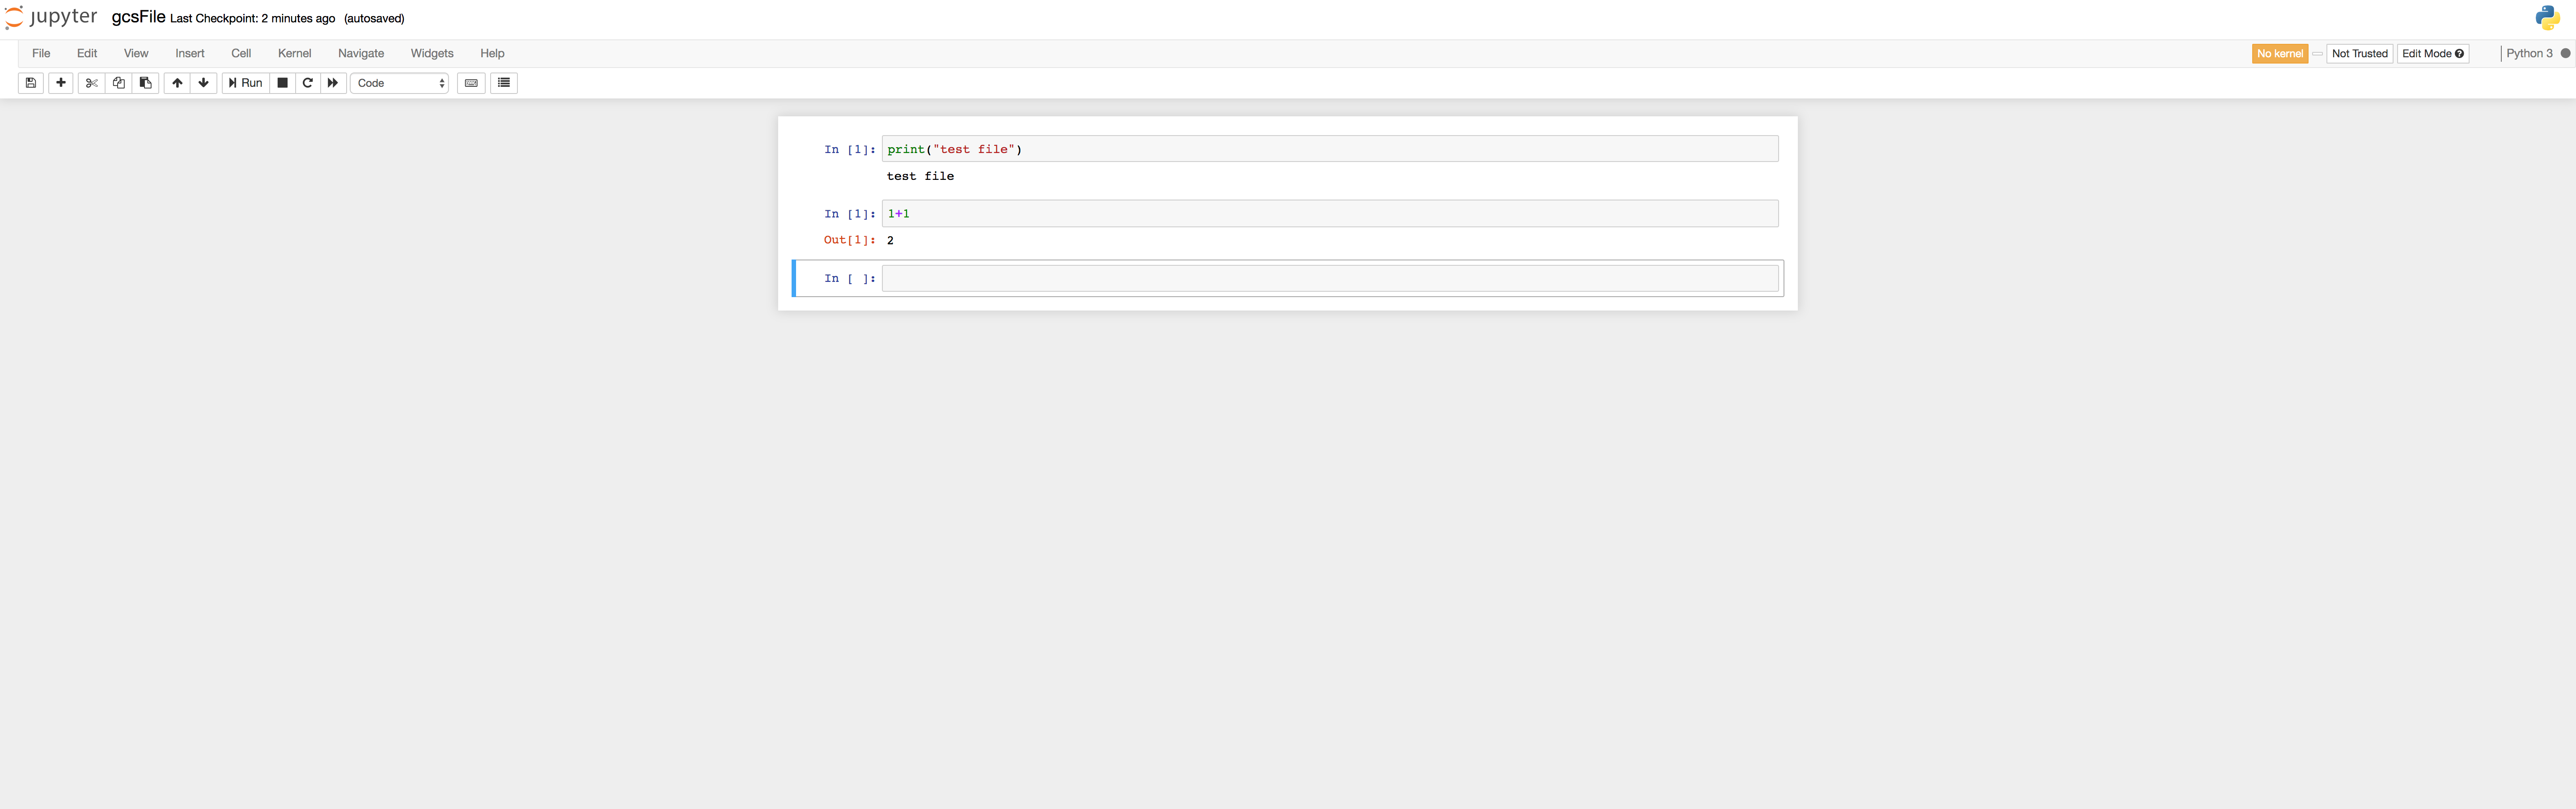 jupyter gcsFile Last Checkpoint: 2 minutes ago (autosaved)
File Edit View Insert Cell Kernel Navigate Widgets Help No kernel Not Trusted Edit Mode Python 3
Run Code
In [1]: print("test file")
test file
In [1]: 1+1
Out[1]: 2
In [ ]: